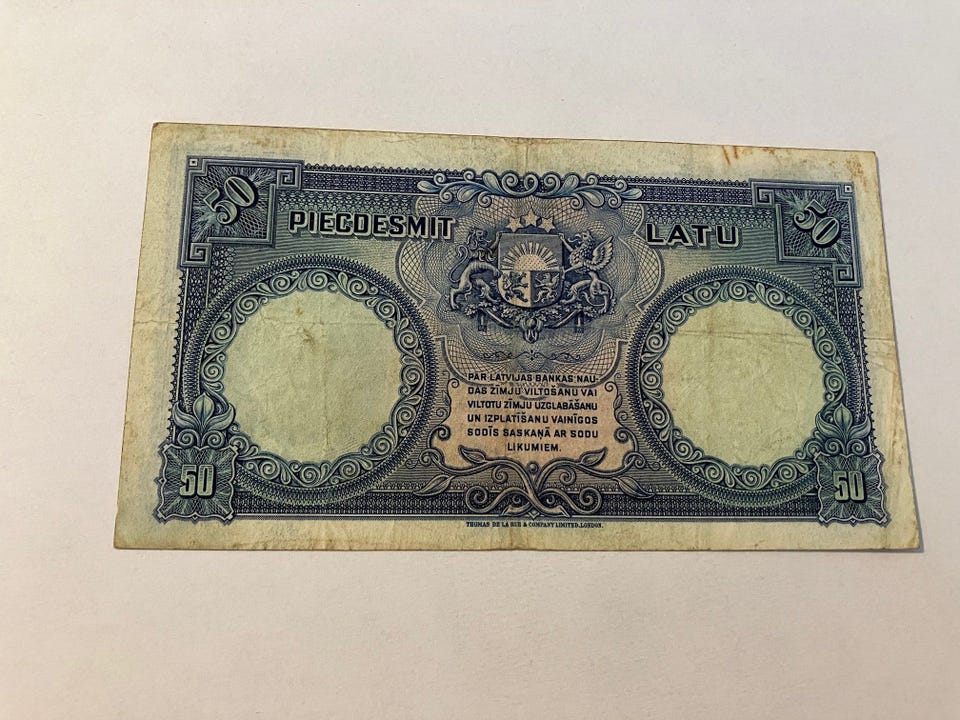 50 50
PIECDESMIT LATU
PAR LATVIJAS BANKAS NAU-
DAS ZĪMJU VILTOŠANU VAI
VILTOTU ZĪMJU UZGLABĀŠANU
UN IZPLATĪŠANU VAINĪGOS
SODĪS SASKAŅĀ AR SODU
LIKUMIEM.
50 50
THOMAS DE LA RUE & COMPANY LIMITED, LONDON.